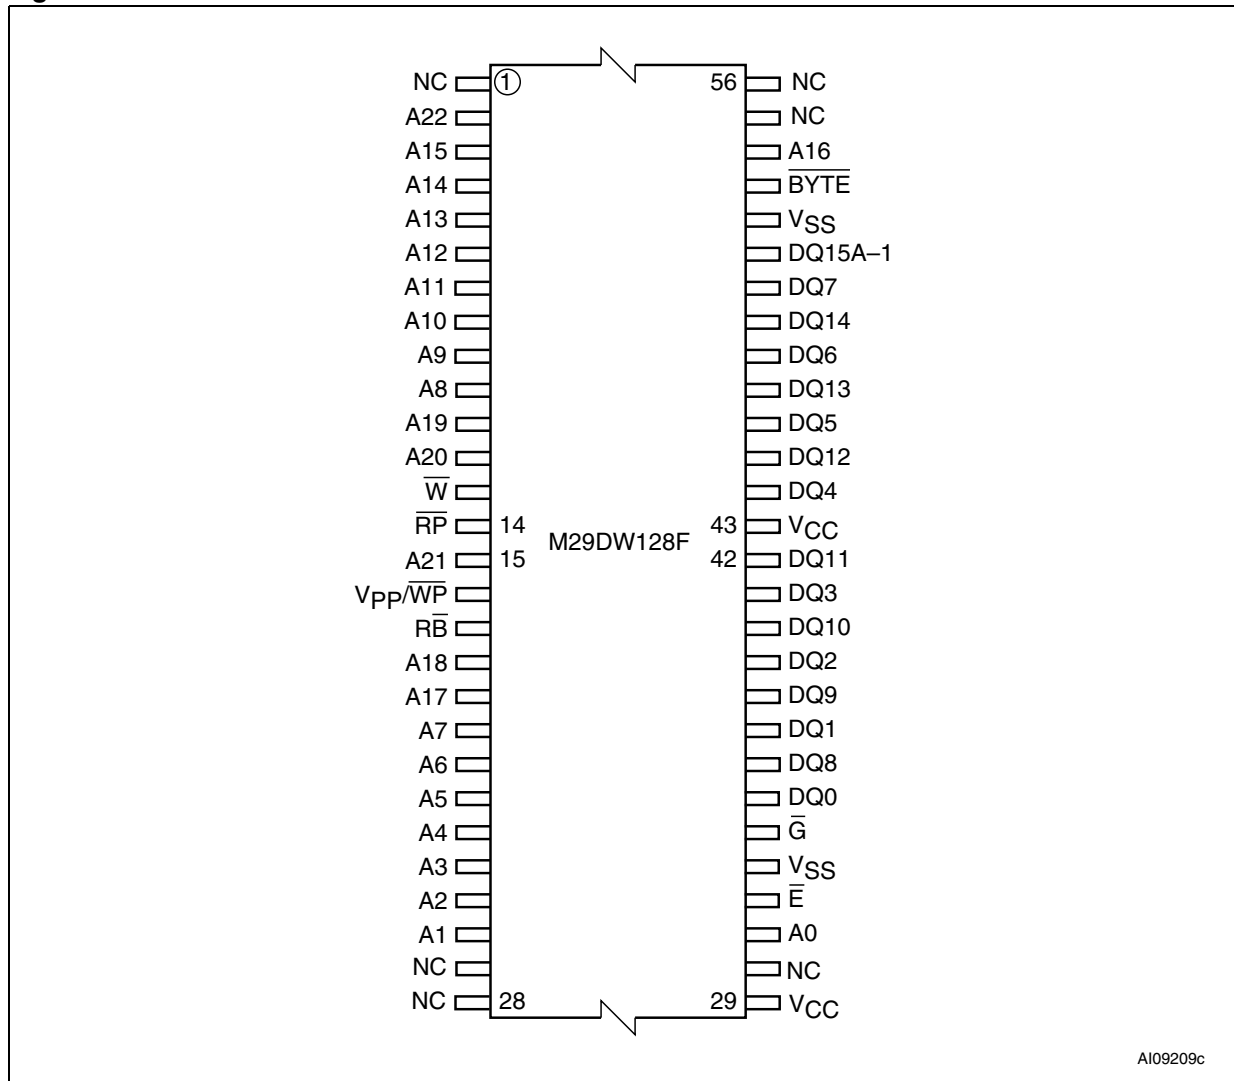 NC 1 56 NC
A22 NC
A15 A16
A14 B̅Y̅T̅E̅
A13 VSS
A12 DQ15A–1
A11 DQ7
A10 DQ14
A9 DQ6
A8 DQ13
A19 DQ5
A20 DQ12
W̅ DQ4
R̅P̅ 14 43 VCC
M29DW128F
A21 15 42 DQ11
VPP/W̅P̅ DQ3
RB̅ DQ10
A18 DQ2
A17 DQ9
A7 DQ1
A6 DQ8
A5 DQ0
A4 G̅
A3 VSS
A2 E̅
A1 A0
NC NC
NC 28 29 VCC
AI09209c